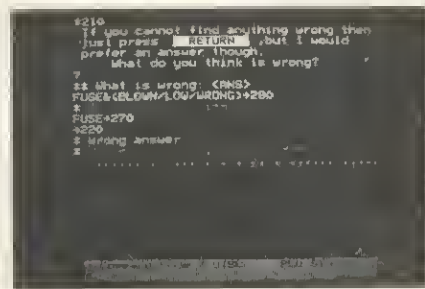 *210
If you cannot find anything wrong then
just press RETURN ,but I would
prefer an answer though.
What do you think is wrong?
?
** What is wrong: <ANS>
FUSE&<BLOWN/LOW/WRONG>→280
*
FUSE→270
→220
* wrong answer